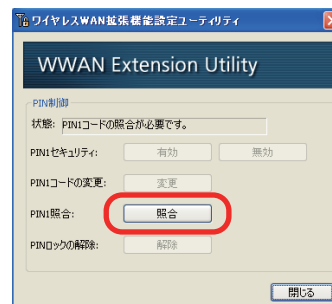 ワイヤレスWAN拡張機能設定ユーティリティ
WWAN Extension Utility
PIN制御
状態: PIN1コードの照合が必要です。
PIN1セキュリティ: 有効 無効
PIN1コードの変更: 変更
PIN1照合: 照合
PINロックの解除: 解除
閉じる